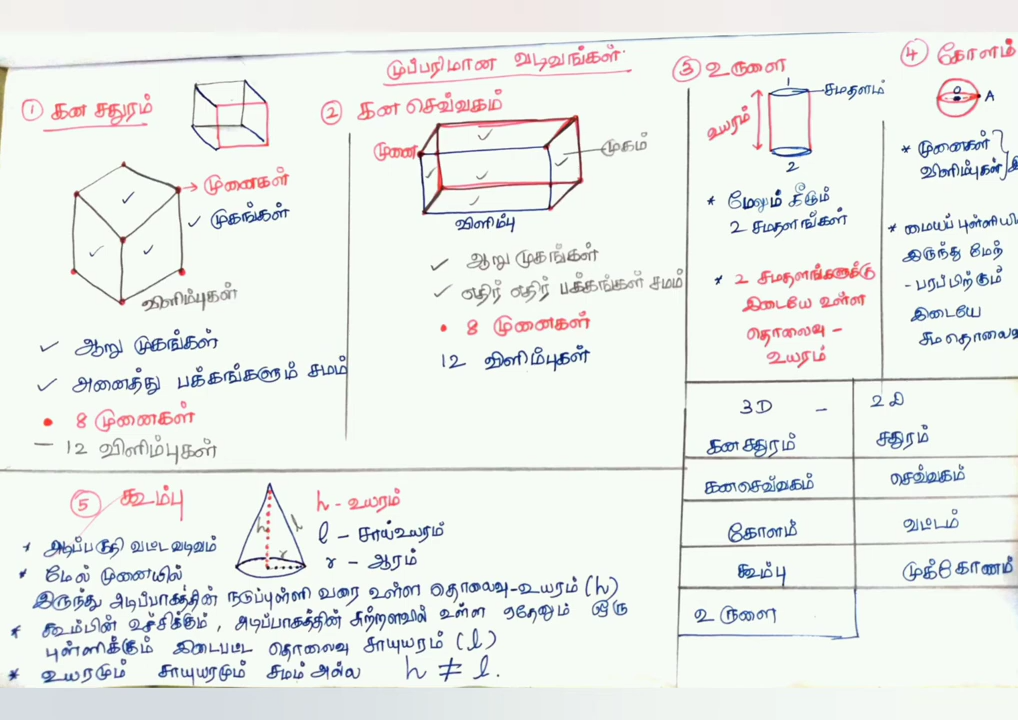 முப்பரிமான வடிவங்கள்
① கன சதுரம்
→ முனைகள்
✓ முகங்கள்
விளிம்புகள்
✓ ஆறு முகங்கள்
✓ அனைத்து பக்கங்களும் சமம்
• 8 முனைகள்
— 12 விளிம்புகள்
② கன செவ்வகம்
முனை
முகம்
விளிம்பு
✓ ஆறு முகங்கள்
✓ எதிர் எதிர் பக்கங்கள் சமம்
• 8 முனைகள்
12 விளிம்புகள்
③ உருளை
1
சமதளம்
உயரம்
2
* மேலும் கீழும்
2 சமதளங்கள்
* 2 சமதளங்களுக்கு
இடையே உள்ள
தொலைவு -
உயரம்
④ கோளம்
O A
* முனைகள்
விளிம்புகள்
* மையப் புள்ளியி
இருந்து மேற்
- பரப்பிற்கும்
இடையே
சம தொலைவு
3D - 2D
கனசதுரம் சதுரம்
கனசெவ்வகம் செவ்வகம்
கோளம் வட்டம்
கூம்பு முக்கோணம்
உருளை
⑤ கூம்பு
h l
r
h - உயரம்
l - சாய்உயரம்
r - ஆரம்
* அடிப்பகுதி வட்டவடிவம்
* மேல் முனையில்
இருந்து அடிப்பாகத்தின் நடுப்புள்ளி வரை உள்ள தொலைவு - உயரம் (h)
* கூம்பின் உச்சிக்கும், அடிப்பாகத்தின் சுற்றளவில் உள்ள ஏதேனும் ஒரு
புள்ளிக்கும் இடைபட்ட தொலைவு சாயுயரம் (l)
* உயரமும் சாயுயரமும் சமம் அல்ல h ≠ l.